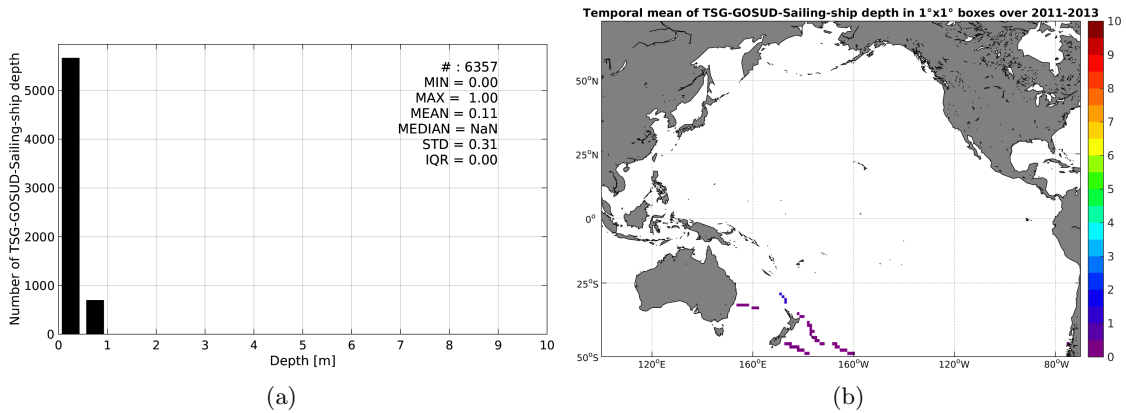 Number of TSG-GOSUD-Sailing-ship depth
5000
4000
3000
2000
1000
0
# : 6357
MIN = 0.00
MAX = 1.00
MEAN = 0.11
MEDIAN = NaN
STD = 0.31
IQR = 0.00
0 1 2 3 4 5 6 7 8 9 10
Depth [m]
(a)
Temporal mean of TSG-GOSUD-Sailing-ship depth in 1°x1° boxes over 2011-2013
50°N
25°N
0°
25°S
50°S
120°E 160°E 160°W 120°W 80°W
10
9
8
7
6
5
4
3
2
1
0
(b)